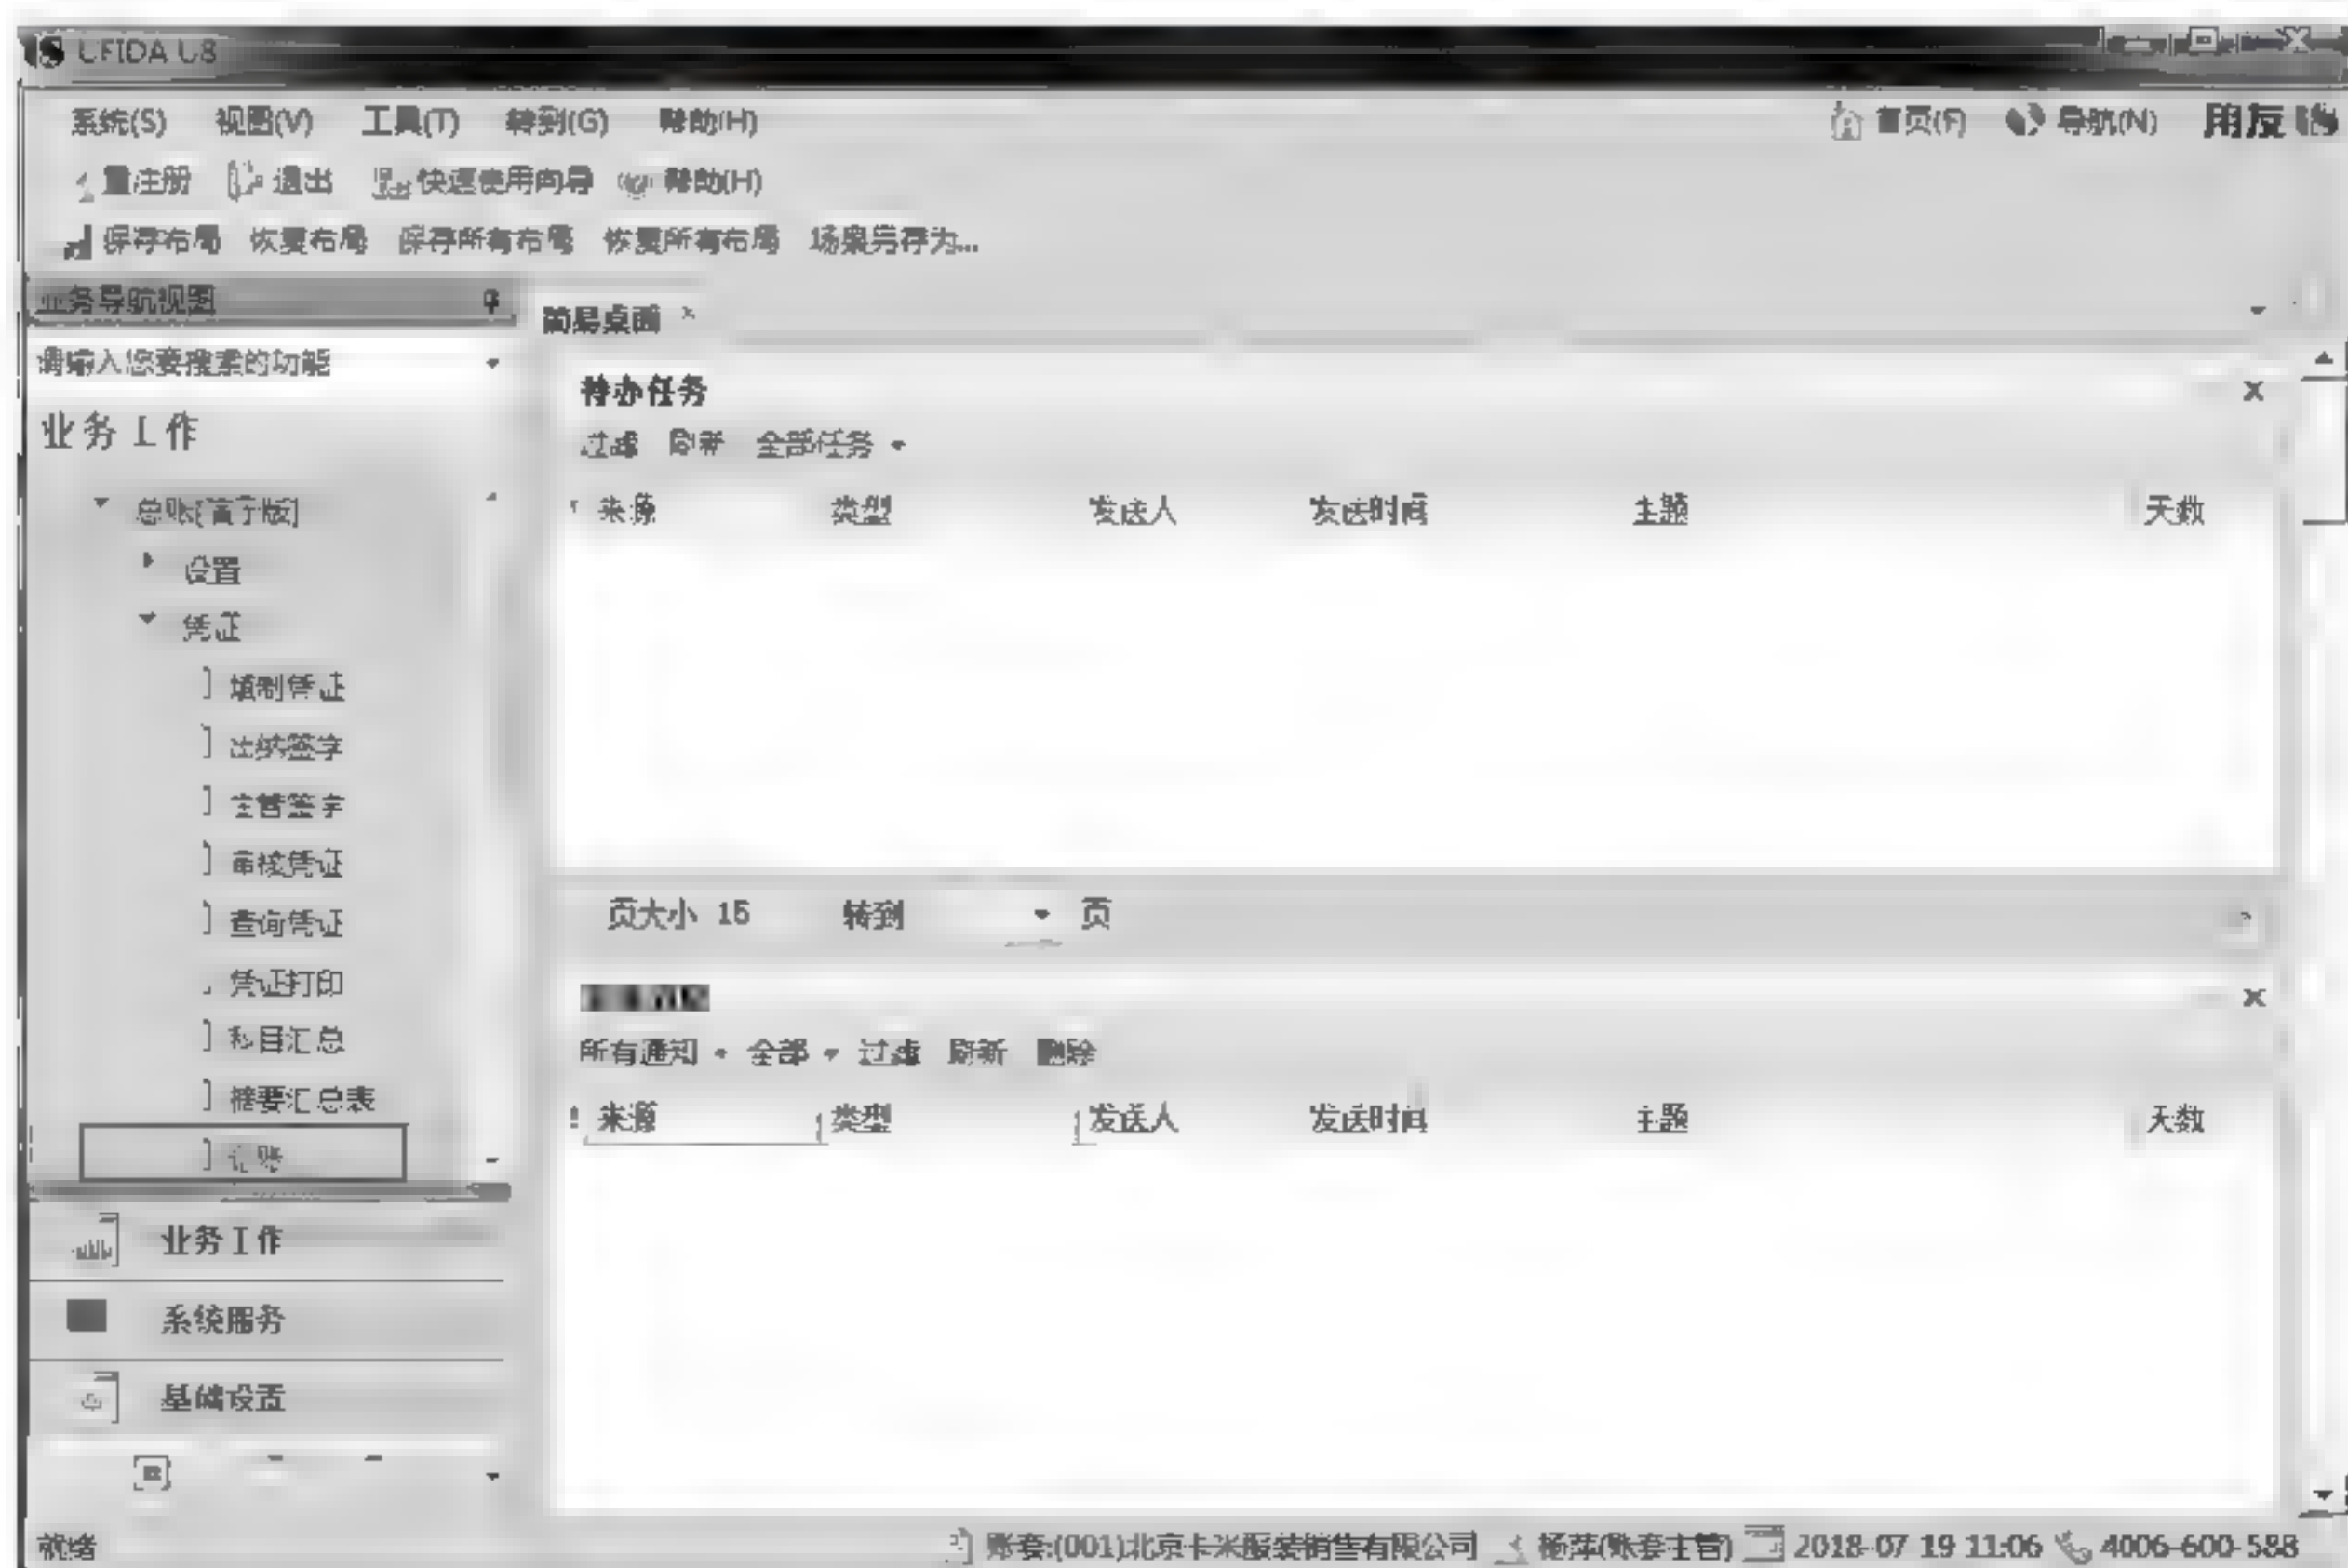 UFIDA U8
系统(S) 视图(V) 工具(T) 转到(G) 帮助(H) 首页(F) 导航(N) 用友
重注册 退出 快速使用向导 帮助(H)
保存布局 恢复布局 保存所有布局 恢复所有布局 场景另存为...
业务导航视图
简易桌面
请输入您要搜索的功能
待办任务
业务工作
过滤 刷新 全部任务
总账
来源 类型 发送人 发送时间 主题 天数
设置
凭证
填制凭证
出纳签字
主管签字
审核凭证
查询凭证
页大小 15 转到 页
凭证打印
科目汇总
所有通知 全部 过滤 刷新 删除
摘要汇总表
! 来源 类型 发送人 发送时间 主题 天数
记账
业务工作
系统服务
基础设置
就绪 账套:(001)北京卡米服装销售有限公司 杨萍(账套主管) 2018-07-19 11:06 4006-600-588